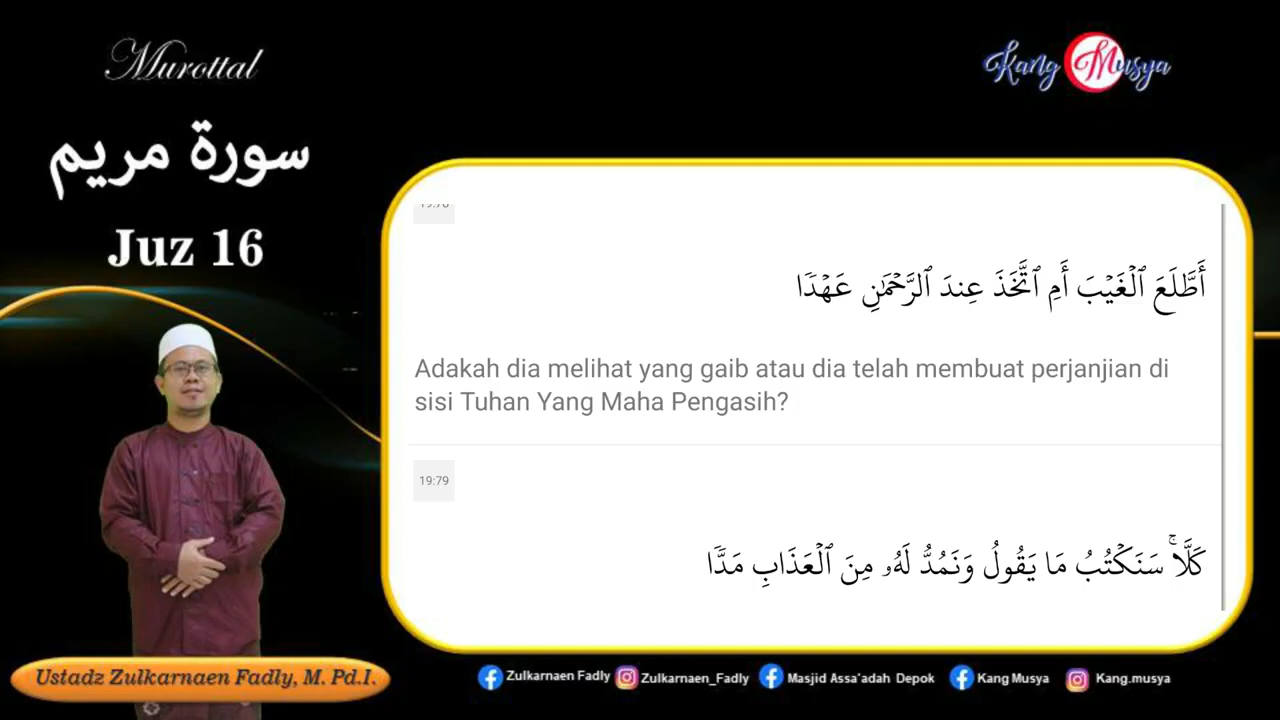 Murottal
سورة مريم
Juz 16
Kang Musya
19:78
أَطَّلَعَ ٱلۡغَيۡبَ أَمِ ٱتَّخَذَ عِندَ ٱلرَّحۡمَٰنِ عَهۡدٗا
Adakah dia melihat yang gaib atau dia telah membuat perjanjian di
sisi Tuhan Yang Maha Pengasih?
19:79
كَلَّاۚ سَنَكۡتُبُ مَا يَقُولُ وَنَمُدُّ لَهُۥ مِنَ ٱلۡعَذَابِ مَدّٗا
Ustadz Zulkarnaen Fadly, M. Pd.I.
Zulkarnaen Fadly Zulkarnaen_Fadly Masjid Assa'adah Depok Kang Musya Kang.musya